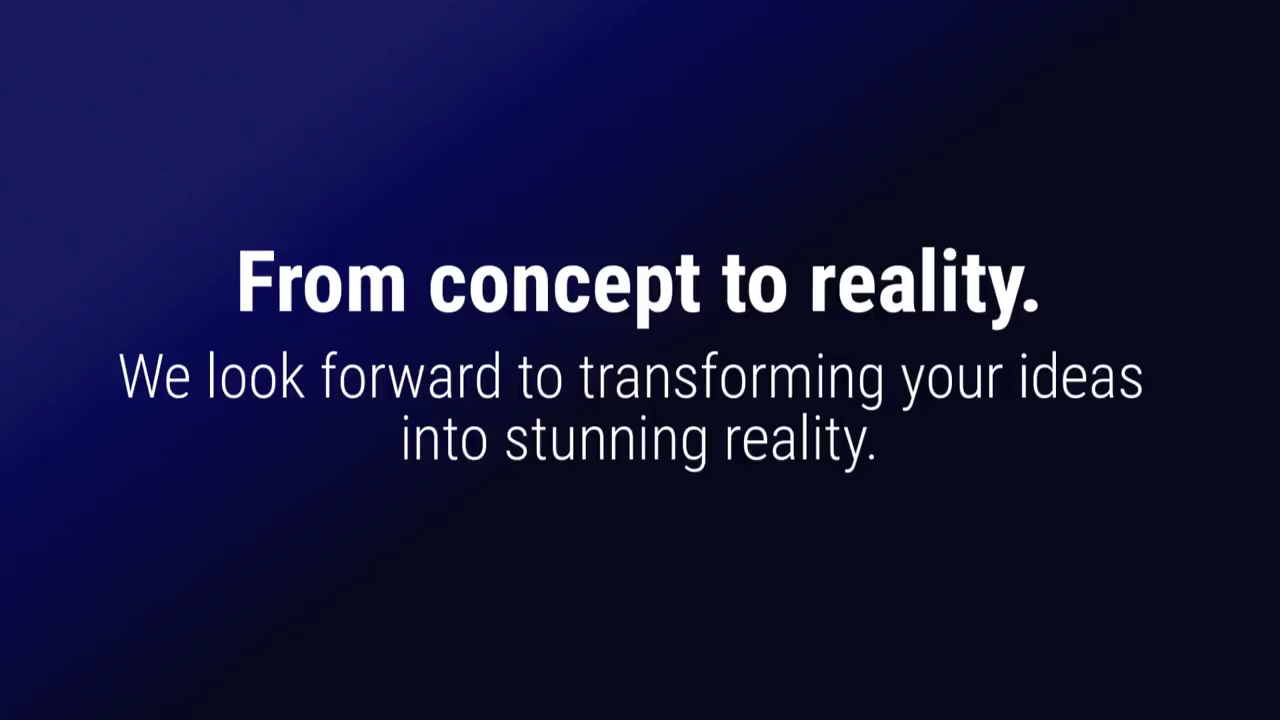 From concept to reality.
We look forward to transforming your ideas
into stunning reality.